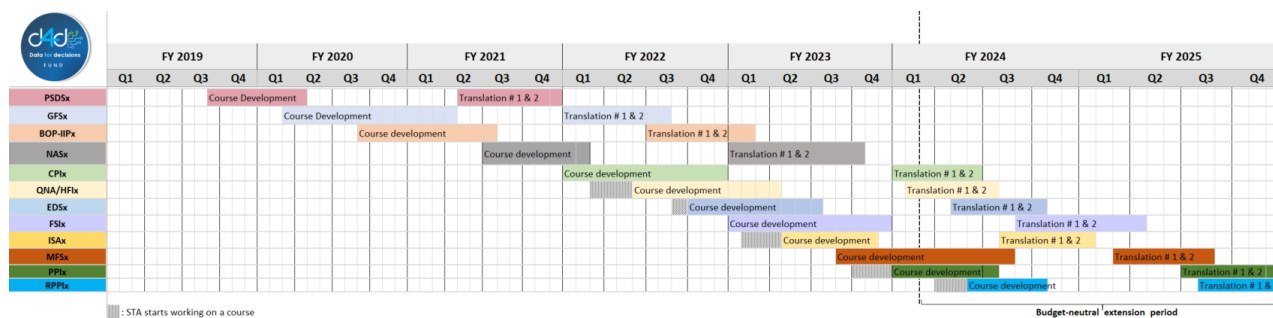 d4d
Data for decisions
FUND
FY 2019 FY 2020 FY 2021 FY 2022 FY 2023 FY 2024 FY 2025
Q1 Q2 Q3 Q4 Q1 Q2 Q3 Q4 Q1 Q2 Q3 Q4 Q1 Q2 Q3 Q4 Q1 Q2 Q3 Q4 Q1 Q2 Q3 Q4 Q1 Q2 Q3 Q4
PSDSx Course Development Translation # 1 & 2
GFSx Course Development Translation # 1 & 2
BOP-IIPx Course development Translation # 1 & 2
NASx Course development Translation # 1 & 2
CPIx Course development Translation # 1 & 2
QNA/HFIx Course development Translation # 1 & 2
EDSx Course development Translation # 1 & 2
FSIx Course development Translation # 1 & 2
ISAx Course development Translation # 1 & 2
MFSx Course development Translation # 1 & 2
PPIx Course development Translation # 1 & 2
RPPIx Course development Translation # 1 &
: STA starts working on a course
Budget-neutral extension period